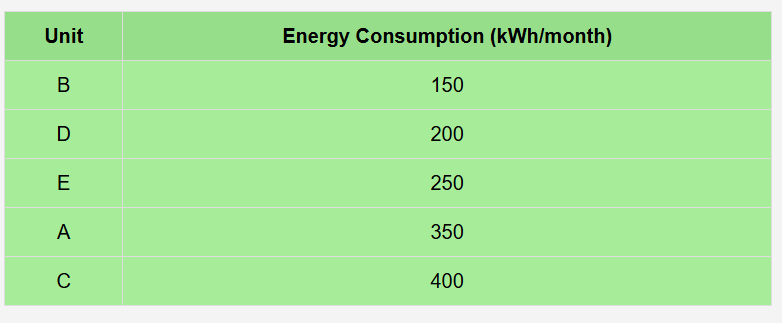 Unit Energy Consumption (kWh/month)
B 150
D 200
E 250
A 350
C 400